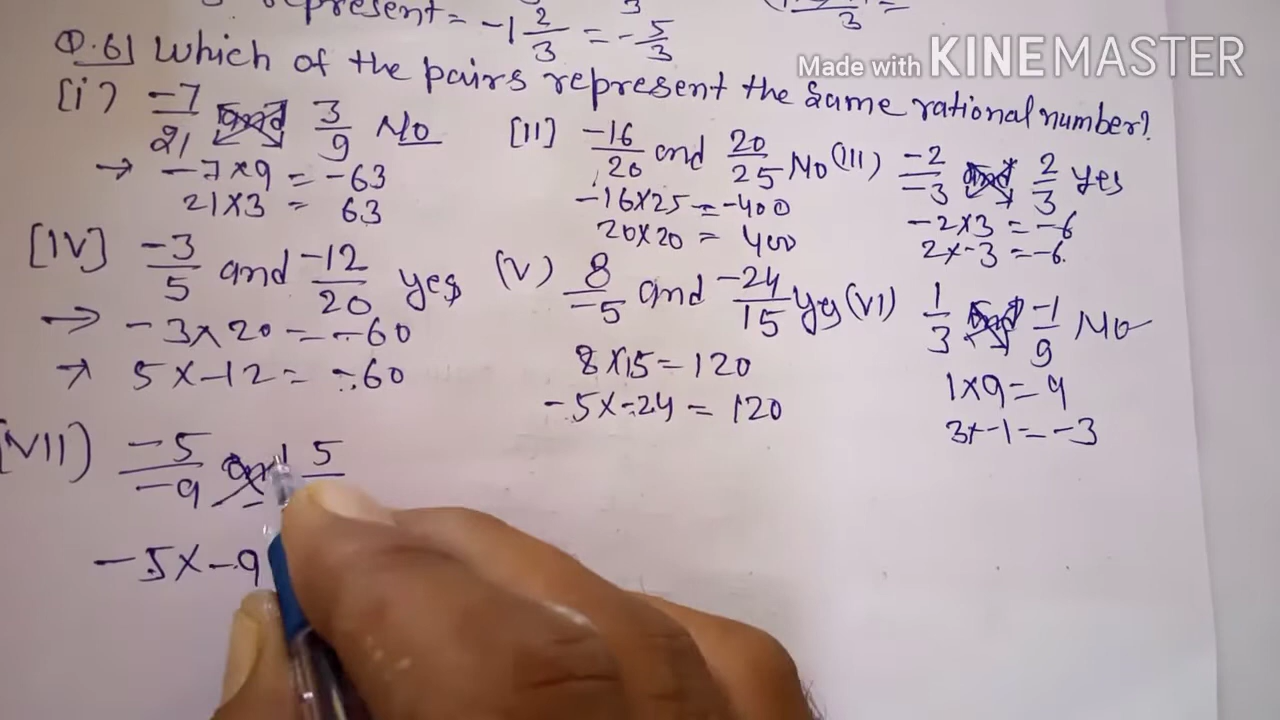 represent = -1 2/3 = -5/3
3
Made with KINEMASTER
Q.6] Which of the pairs represent the same rational number?
[i) -7/21 and 3/9 No
→ -7×9 = -63
21×3 = 63
[II] -16/20 and 20/25 No
-16×25 = -400
20×20 = 400
(III) -2/-3 and 2/3 yes
-2×3 = -6
2×-3 = -6
[IV] -3/5 and -12/20 yes
→ -3×20 = -60
→ 5×-12 = -60
(V) 8/-5 and -24/15 yes
8×15 = 120
-5×-24 = 120
(VI) 1/3 and -1/9 No
1×9 = 9
3×-1 = -3
[VII) -5/-9 and 5
-5×-9